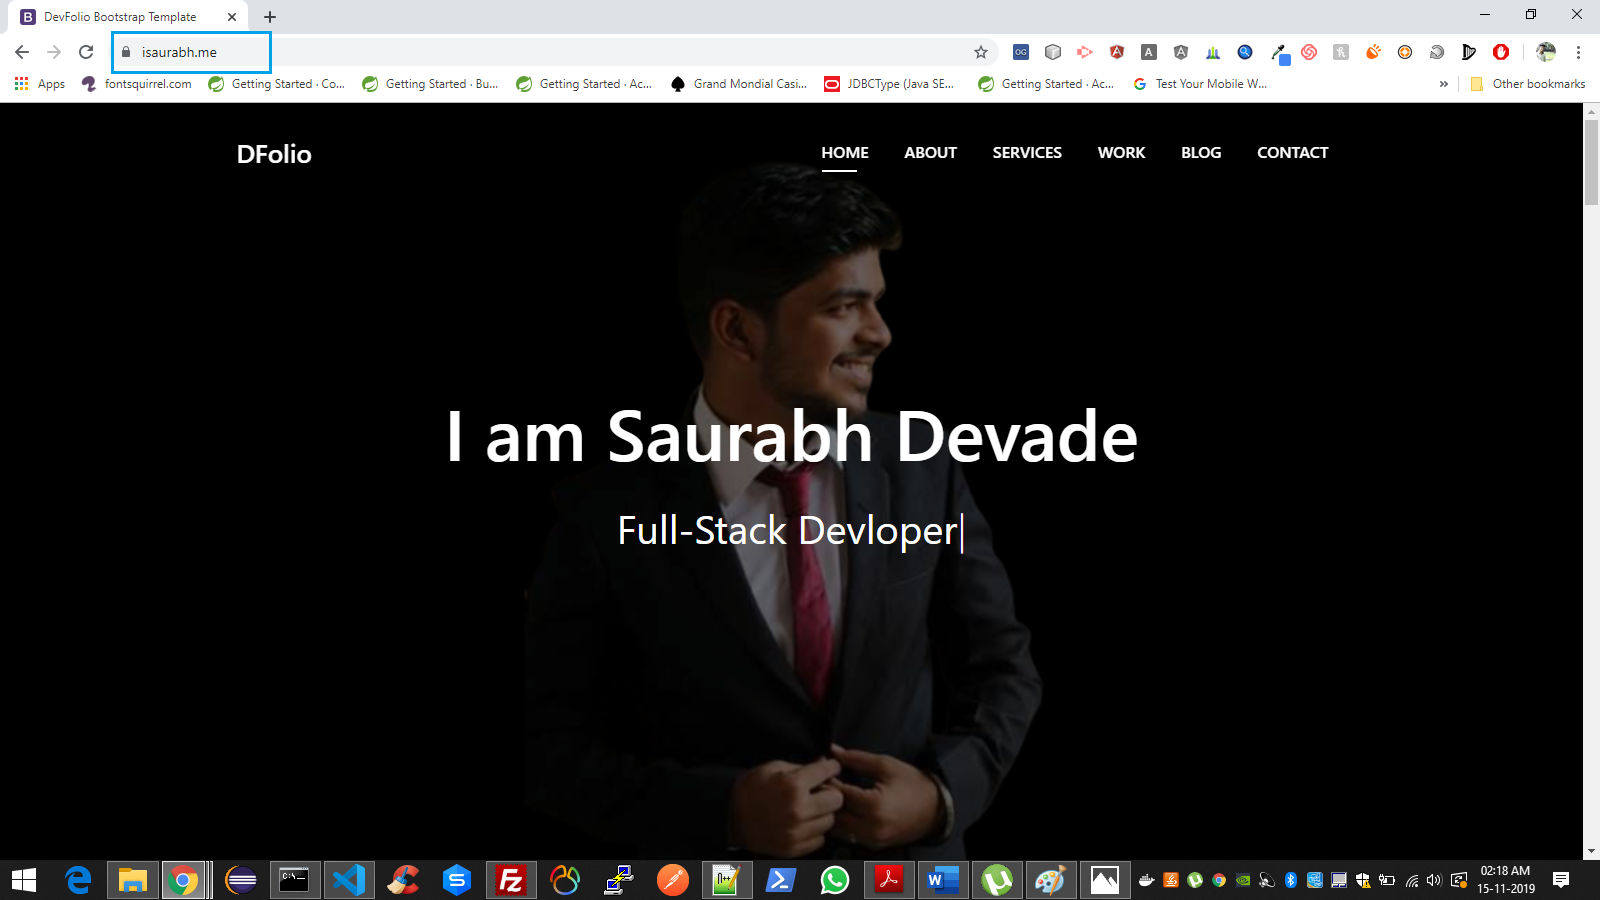 DevFolio Bootstrap Template
isaurabh.me
Apps fontsquirrel.com Getting Started · Co... Getting Started · Bu... Getting Started · Ac... Grand Mondial Casi... JDBCType (Java SE... Getting Started · Ac... Test Your Mobile W... » Other bookmarks
DFolio HOME ABOUT SERVICES WORK BLOG CONTACT
I am Saurabh Devade
Full-Stack Devloper
02:18 AM
15-11-2019